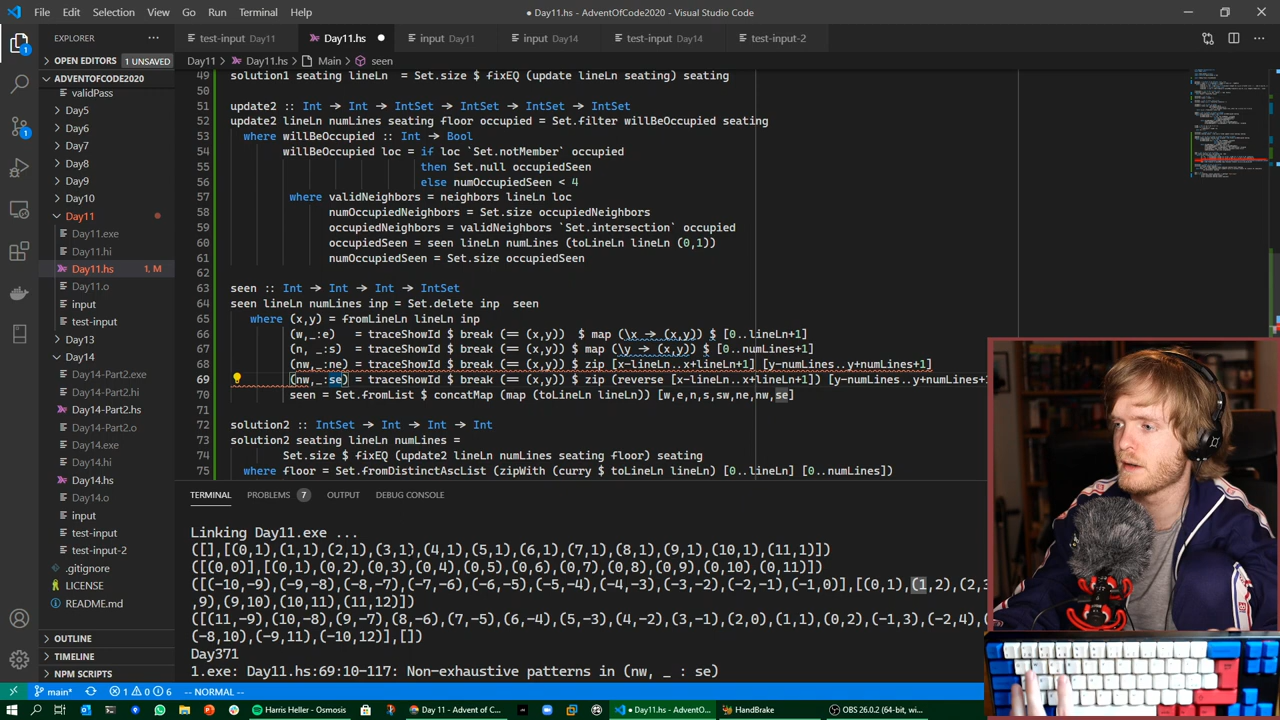 File Edit Selection View Go Run Terminal Help
● Day11.hs - AdventOfCode2020 - Visual Studio Code
EXPLORER
test-input Day11
Day11.hs
input Day11
input Day14
test-input Day14
test-input-2
OPEN EDITORS 1 UNSAVED
Day11 > Day11.hs > Main > seen
ADVENTOFCODE2020
validPass
Day5
Day6
Day7
Day8
Day9
Day10
Day11
Day11.exe
Day11.hi
Day11.hs 1, M
Day11.o
input
test-input
Day13
Day14
Day14-Part2.exe
Day14-Part2.hi
Day14-Part2.hs
Day14-Part2.o
Day14.exe
Day14.hi
Day14.hs
Day14.o
input
test-input
test-input-2
.gitignore
LICENSE
README.md
OUTLINE
TIMELINE
NPM SCRIPTS
49 solution1 seating lineLn = Set.size $ fixEQ (update lineLn seating) seating
50
51 update2 :: Int → Int → IntSet → IntSet → IntSet → IntSet
52 update2 lineLn numLines seating floor occupied = Set.filter willBeOccupied seating
53 where willBeOccupied :: Int → Bool
54 willBeOccupied loc = if loc `Set.notMember` occupied
55 then Set.null occupiedSeen
56 else numOccupiedSeen < 4
57 where validNeighbors = neighbors lineLn loc
58 numOccupiedNeighbors = Set.size occupiedNeighbors
59 occupiedNeighbors = validNeighbors `Set.intersection` occupied
60 occupiedSeen = seen lineLn numLines (toLineLn lineLn (0,1))
61 numOccupiedSeen = Set.size occupiedSeen
62
63 seen :: Int → Int → Int → IntSet
64 seen lineLn numLines inp = Set.delete inp seen
65 where (x,y) = fromLineLn lineLn inp
66 (w,_:e) = traceShowId $ break (== (x,y)) $ map (\x → (x,y)) $ [0..lineLn+1]
67 (n, _:s) = traceShowId $ break (== (x,y)) $ map (\y → (x,y)) $ [0..numLines+1]
68 (sw,_:ne) = traceShowId $ break (== (x,y)) $ zip [x-lineLn..x+lineLn+1] [y-numLines..y+numLines+1]
69 (nw,_:se) = traceShowId $ break (== (x,y)) $ zip (reverse [x-lineLn..x+lineLn+1]) [y-numLines..y+numLines+1
70 seen = Set.fromList $ concatMap (map (toLineLn lineLn)) [w,e,n,s,sw,ne,nw,se]
71
72 solution2 :: IntSet → Int → Int → Int
73 solution2 seating lineLn numLines =
74 Set.size $ fixEQ (update2 lineLn numLines seating floor) seating
75 where floor = Set.fromDistinctAscList (zipWith (curry $ toLineLn lineLn) [0..lineLn] [0..numLines])
TERMINAL PROBLEMS 7 OUTPUT DEBUG CONSOLE
Linking Day11.exe ...
([],[(0,1),(1,1),(2,1),(3,1),(4,1),(5,1),(6,1),(7,1),(8,1),(9,1),(10,1),(11,1)])
([(0,0)],[(0,1),(0,2),(0,3),(0,4),(0,5),(0,6),(0,7),(0,8),(0,9),(0,10),(0,11)])
([(-10,-9),(-9,-8),(-8,-7),(-7,-6),(-6,-5),(-5,-4),(-4,-3),(-3,-2),(-2,-1),(-1,0)],[(0,1),(1,2),(2,3
,9),(9,10),(10,11),(11,12)])
([(11,-9),(10,-8),(9,-7),(8,-6),(7,-5),(6,-4),(5,-3),(4,-2),(3,-1),(2,0),(1,1),(0,2),(-1,3),(-2,4),
(-8,10),(-9,11),(-10,12)],[])
Day371
1.exe: Day11.hs:69:10-117: Non-exhaustive patterns in (nw, _ : se)
main* 1 0 6 -- NORMAL --
Harris Heller - Osmosis
Day 11 - Advent of C...
● Day11.hs - AdventO...
OBS 26.0.2 (64-bit, wi...
HandBrake